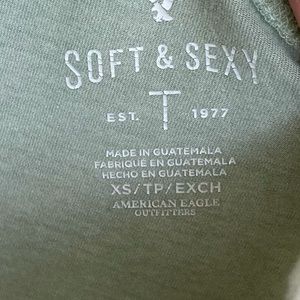 SOFT & SEXY
EST. T 1977
MADE IN GUATEMALA
FABRIQUÉ EN GUATEMALA
HECHO EN GUATEMALA
XS/TP/EXCH
AMERICAN EAGLE
OUTFITTERS